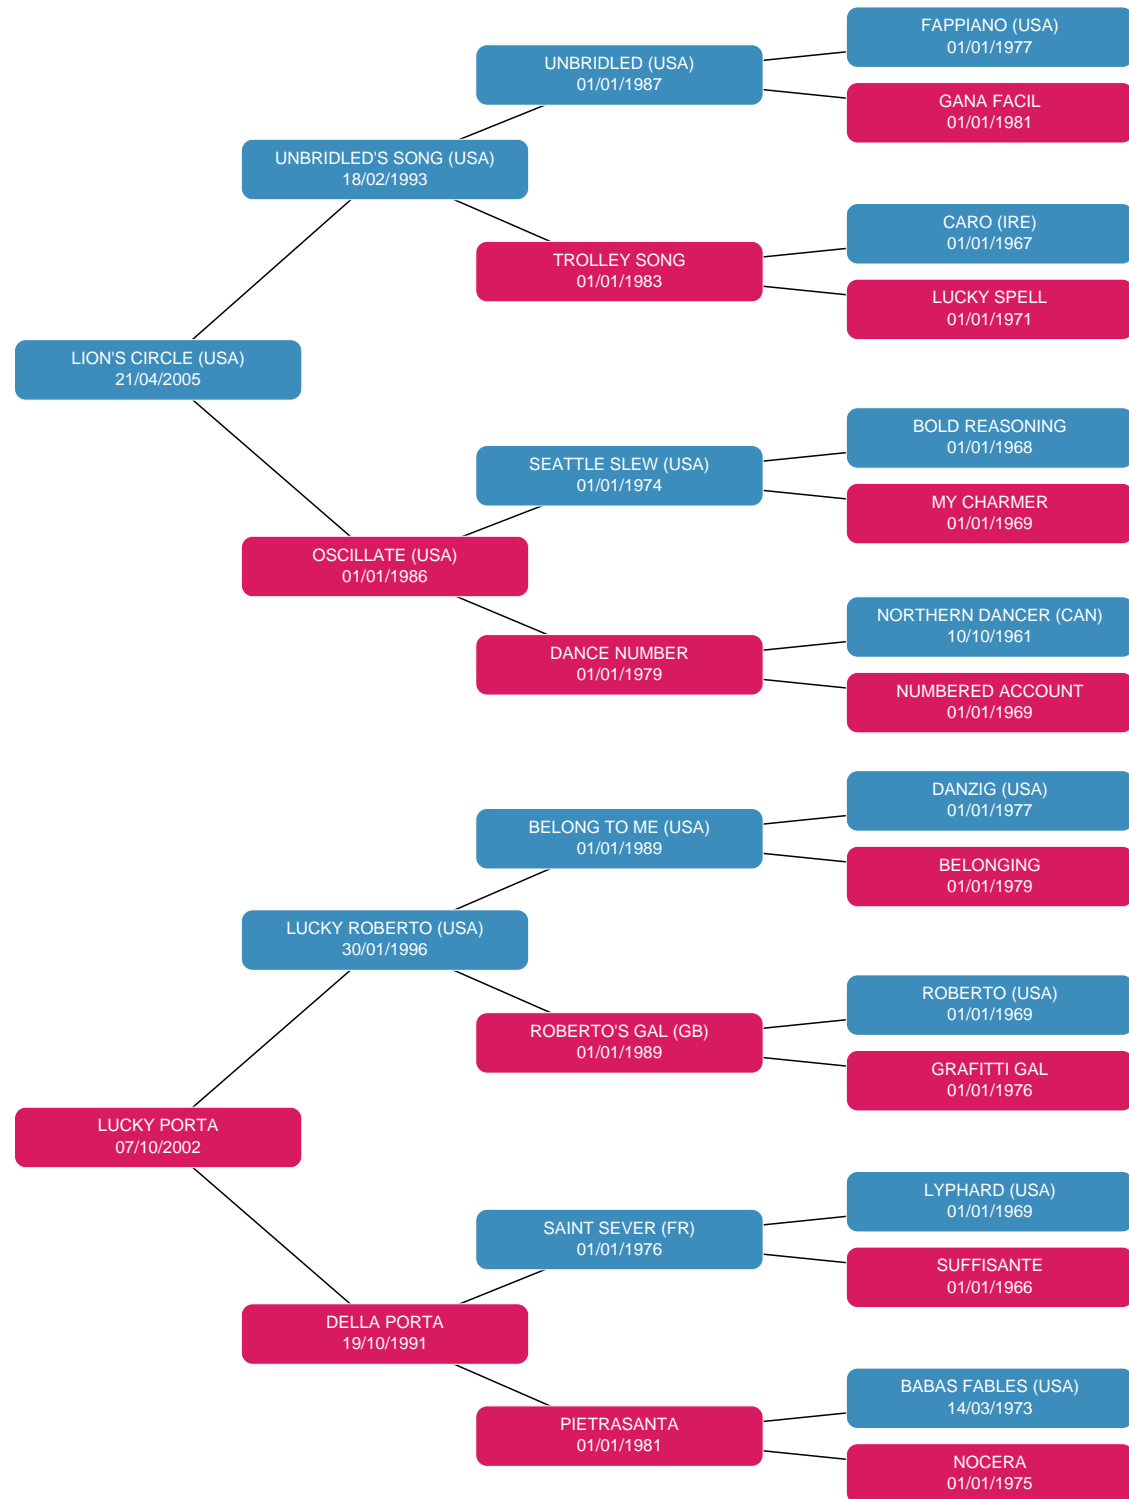 FAPPIANO (USA)
01/01/1977
UNBRIDLED (USA)
01/01/1987
GANA FACIL
01/01/1981
UNBRIDLED'S SONG (USA)
18/02/1993
CARO (IRE)
01/01/1967
TROLLEY SONG
01/01/1983
LUCKY SPELL
01/01/1971
LION'S CIRCLE (USA)
21/04/2005
BOLD REASONING
01/01/1968
SEATTLE SLEW (USA)
01/01/1974
MY CHARMER
01/01/1969
OSCILLATE (USA)
01/01/1986
NORTHERN DANCER (CAN)
10/10/1961
DANCE NUMBER
01/01/1979
NUMBERED ACCOUNT
01/01/1969
DANZIG (USA)
01/01/1977
BELONG TO ME (USA)
01/01/1989
BELONGING
01/01/1979
LUCKY ROBERTO (USA)
30/01/1996
ROBERTO (USA)
01/01/1969
ROBERTO'S GAL (GB)
01/01/1989
GRAFITTI GAL
01/01/1976
LUCKY PORTA
07/10/2002
LYPHARD (USA)
01/01/1969
SAINT SEVER (FR)
01/01/1976
SUFFISANTE
01/01/1966
DELLA PORTA
19/10/1991
BABAS FABLES (USA)
14/03/1973
PIETRASANTA
01/01/1981
NOCERA
01/01/1975